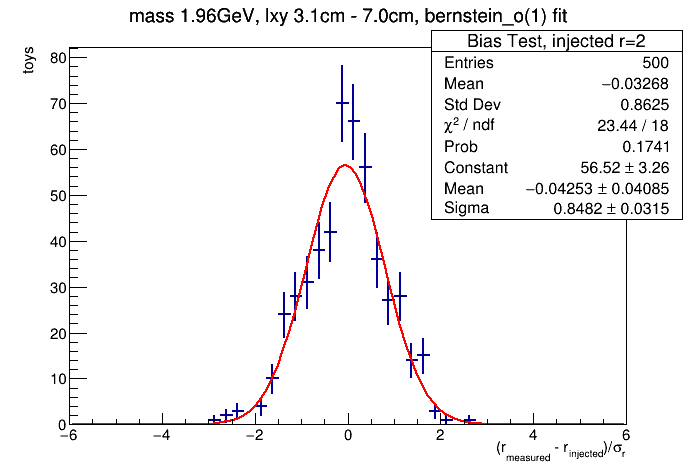 mass 1.96GeV, lxy 3.1cm - 7.0cm, bernstein_o(1) fit
Bias Test, injected r=2
Entries 500
Mean −0.03268
Std Dev 0.8625
χ² / ndf 23.44 / 18
Prob 0.1741
Constant 56.52 ± 3.26
Mean −0.04253 ± 0.04085
Sigma 0.8482 ± 0.0315
toys
80
70
60
50
40
30
20
10
0
−6 −4 −2 0 2 4 6
(r_measured - r_injected)/σ_r